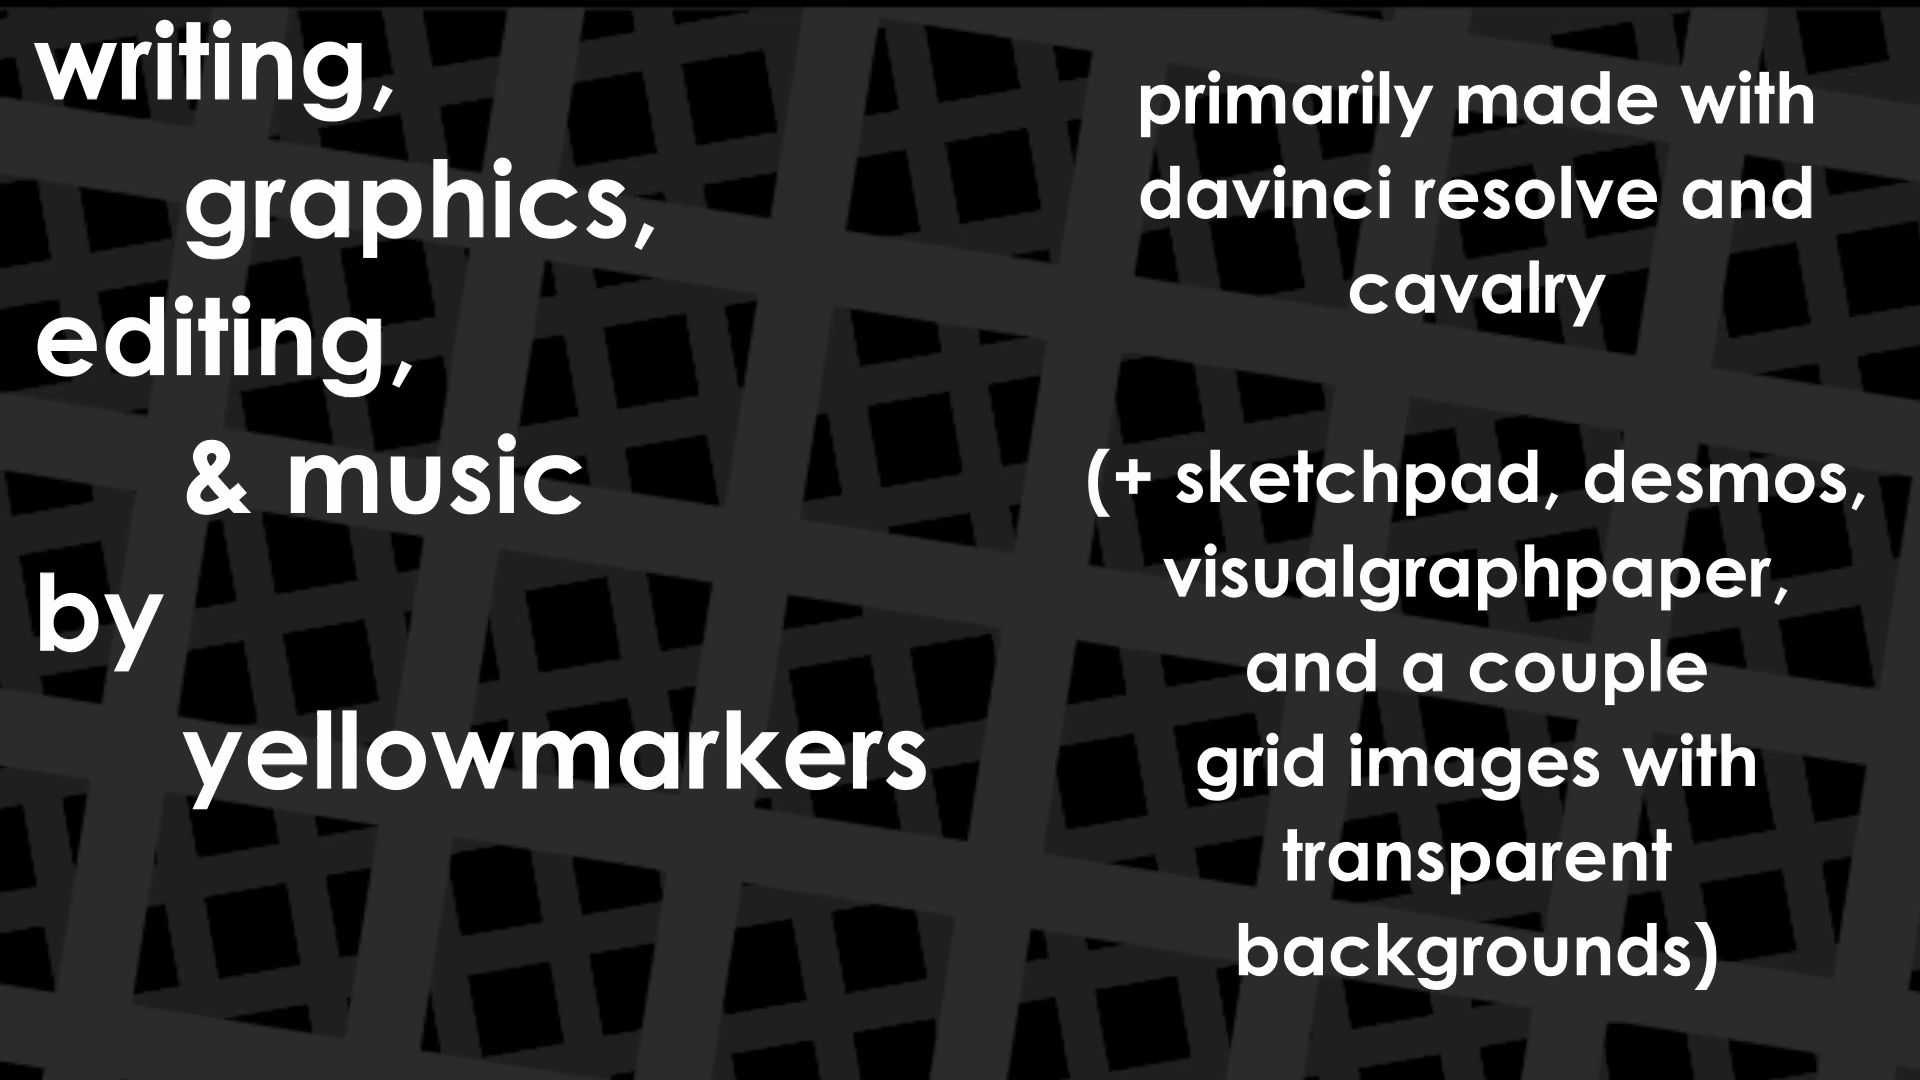 writing,
graphics,
editing,
& music
by
yellowmarkers
primarily made with
davinci resolve and
cavalry
(+ sketchpad, desmos,
visualgraphpaper,
and a couple
grid images with
transparent
backgrounds)